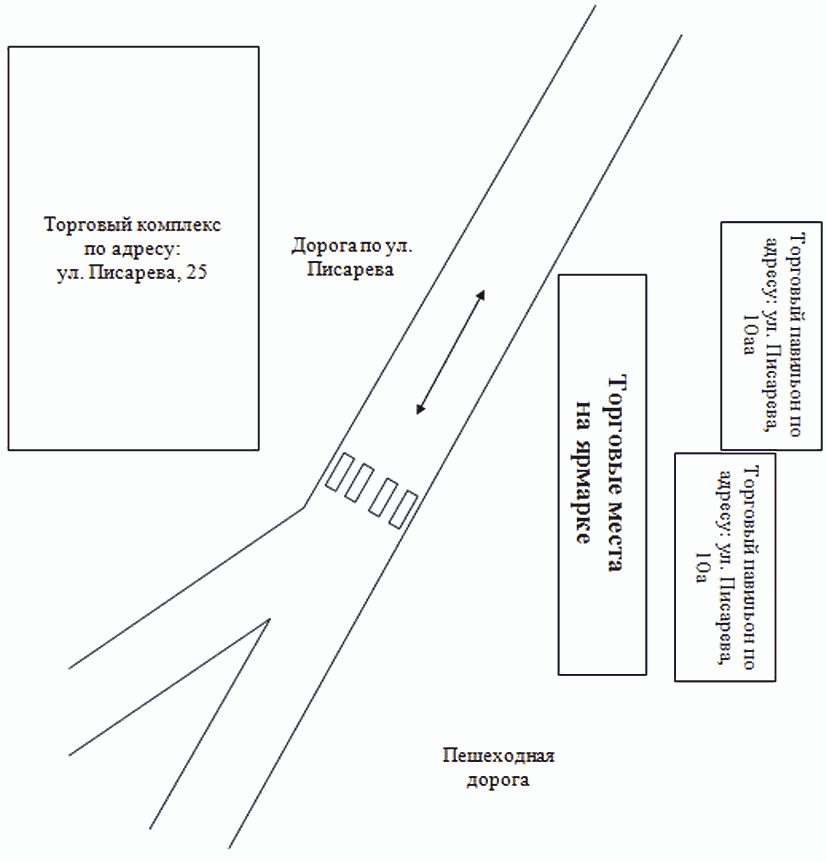 Торговый комплекс
по адресу:
ул. Писарева, 25
Дорога по ул.
Писарева
Торговый павильон по
адресу: ул. Писарева,
10аа
Торговые места
на ярмарке
Торговый павильон по
адресу: ул. Писарева,
10а
Пешеходная
дорога